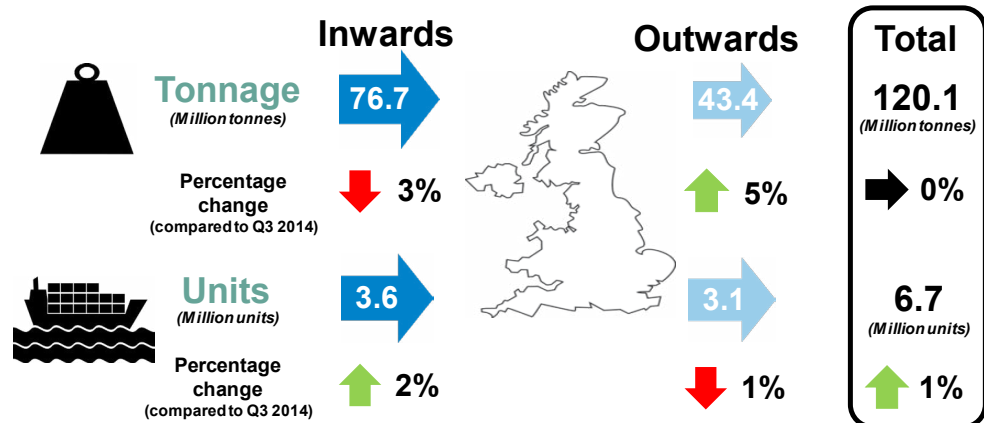 Inwards
Outwards
Total
Tonnage
(Million tonnes)
76.7
43.4
120.1
(Million tonnes)
Percentage
change
(compared to Q3 2014)
3%
5%
0%
Units
(Million units)
3.6
3.1
6.7
(Million units)
Percentage
change
(compared to Q3 2014)
2%
1%
1%